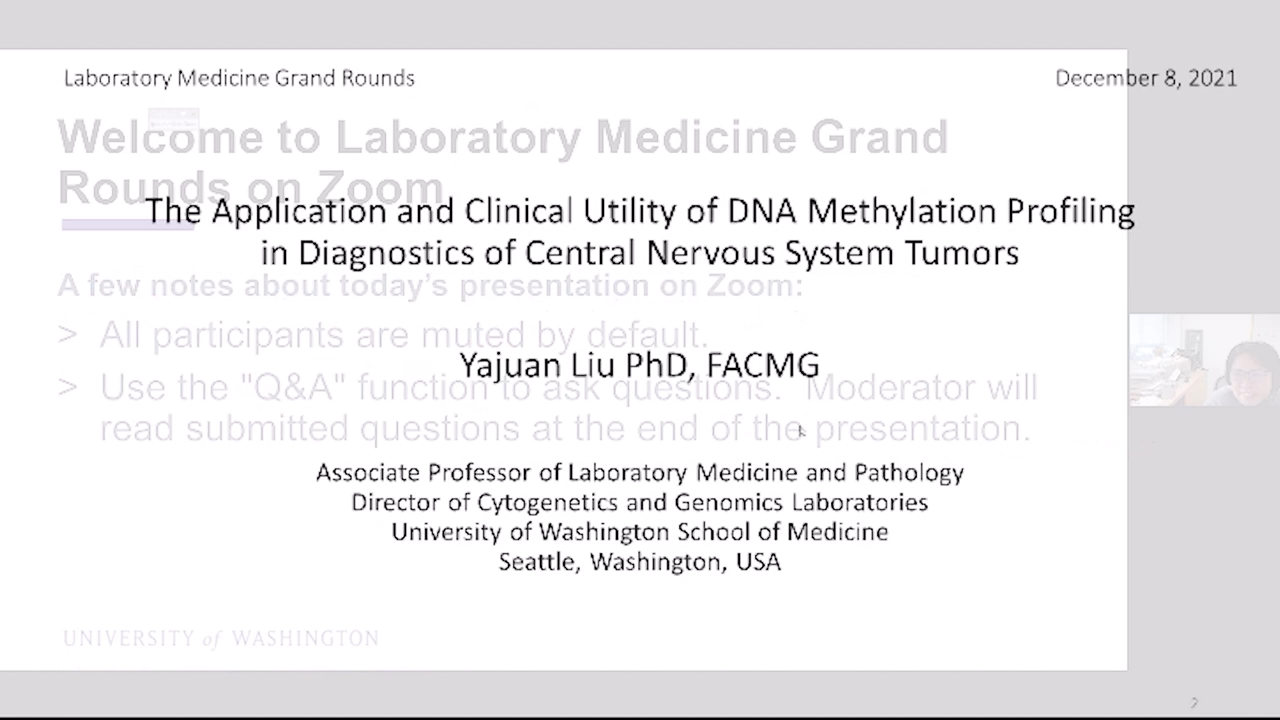 Laboratory Medicine Grand Rounds
December 8, 2021
Welcome to Laboratory Medicine Grand
Rounds on Zoom
The Application and Clinical Utility of DNA Methylation Profiling
in Diagnostics of Central Nervous System Tumors
A few notes about today's presentation on Zoom:
> All participants are muted by default.
Yajuan Liu PhD, FACMG
> Use the "Q&A" function to ask questions. Moderator will
read submitted questions at the end of the presentation.
Associate Professor of Laboratory Medicine and Pathology
Director of Cytogenetics and Genomics Laboratories
University of Washington School of Medicine
Seattle, Washington, USA
UNIVERSITY of WASHINGTON
2